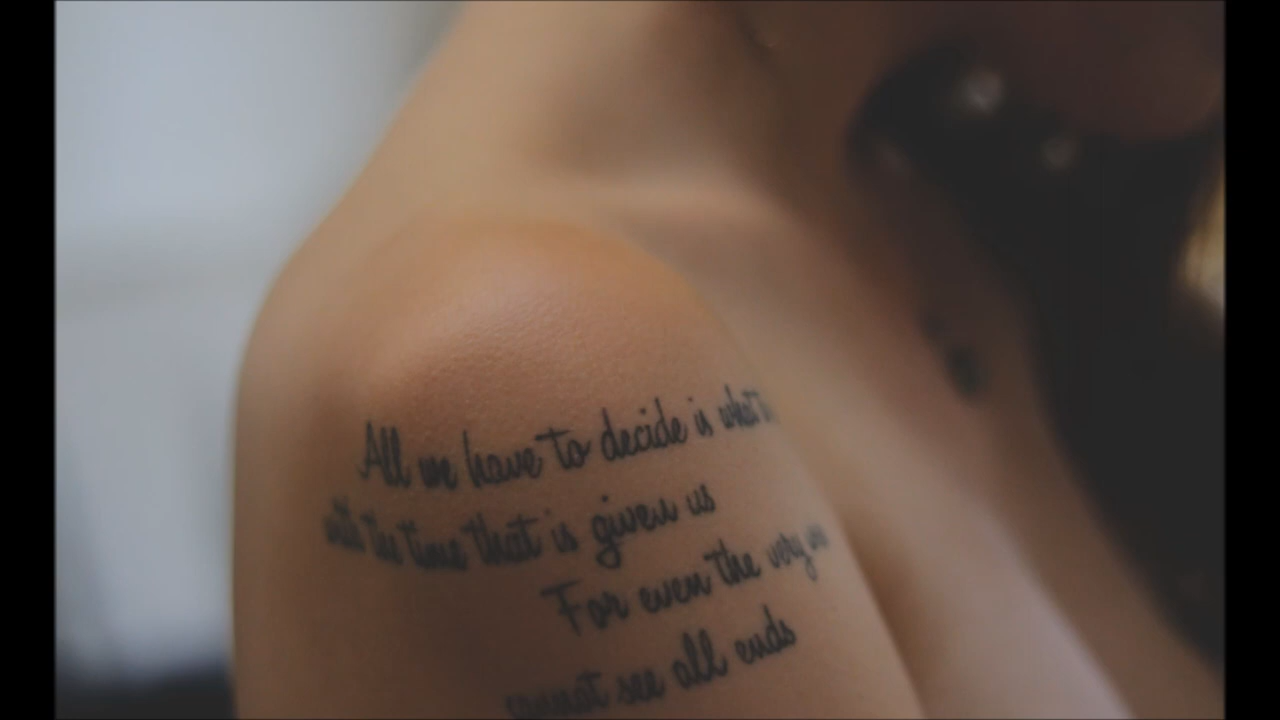 All we have to decide is what
with the time that is given us
For even the very
cannot see all ends